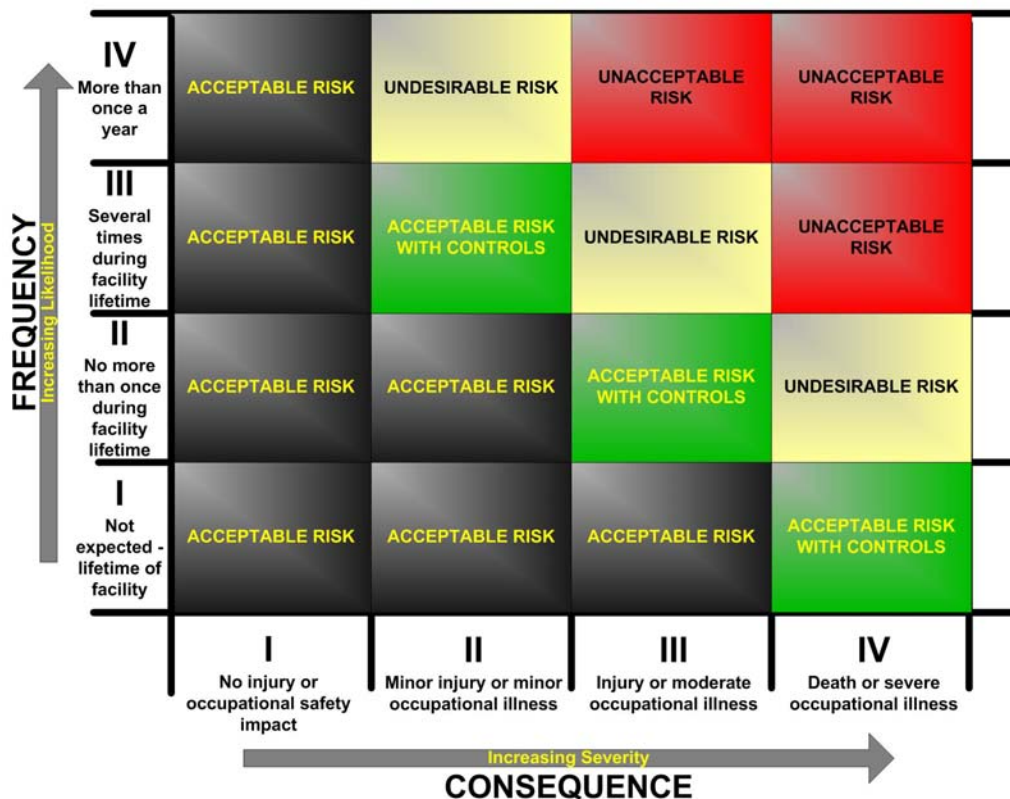 FREQUENCY
Increasing Likelihood
IV
More than
once a
year
ACCEPTABLE RISK
UNDESIRABLE RISK
UNACCEPTABLE
RISK
UNACCEPTABLE
RISK
III
Several
times
during
facility
lifetime
ACCEPTABLE RISK
ACCEPTABLE RISK
WITH CONTROLS
UNDESIRABLE RISK
UNACCEPTABLE
RISK
II
No more
than once
during
facility
lifetime
ACCEPTABLE RISK
ACCEPTABLE RISK
ACCEPTABLE RISK
WITH CONTROLS
UNDESIRABLE RISK
I
Not
expected -
lifetime of
facility
ACCEPTABLE RISK
ACCEPTABLE RISK
ACCEPTABLE RISK
ACCEPTABLE RISK
WITH CONTROLS
I
No injury or
occupational safety
impact
II
Minor injury or minor
occupational illness
III
Injury or moderate
occupational illness
IV
Death or severe
occupational illness
Increasing Severity
CONSEQUENCE